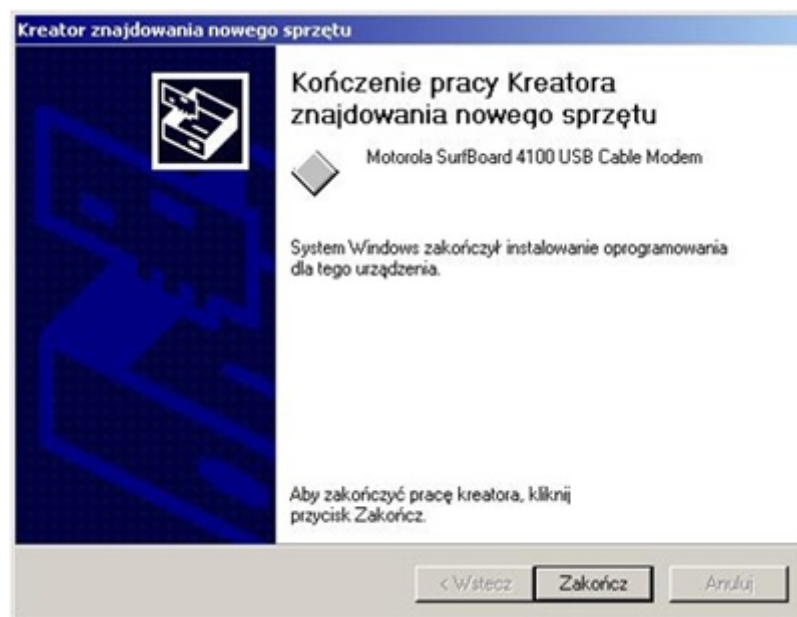 Kreator znajdowania nowego sprzętu
Kończenie pracy Kreatora
znajdowania nowego sprzętu
Motorola SurfBoard 4100 USB Cable Modem
System Windows zakończył instalowanie oprogramowania
dla tego urządzenia.
Aby zakończyć pracę kreatora, kliknij
przycisk Zakończ.
< Wstecz
Zakończ
Anuluj